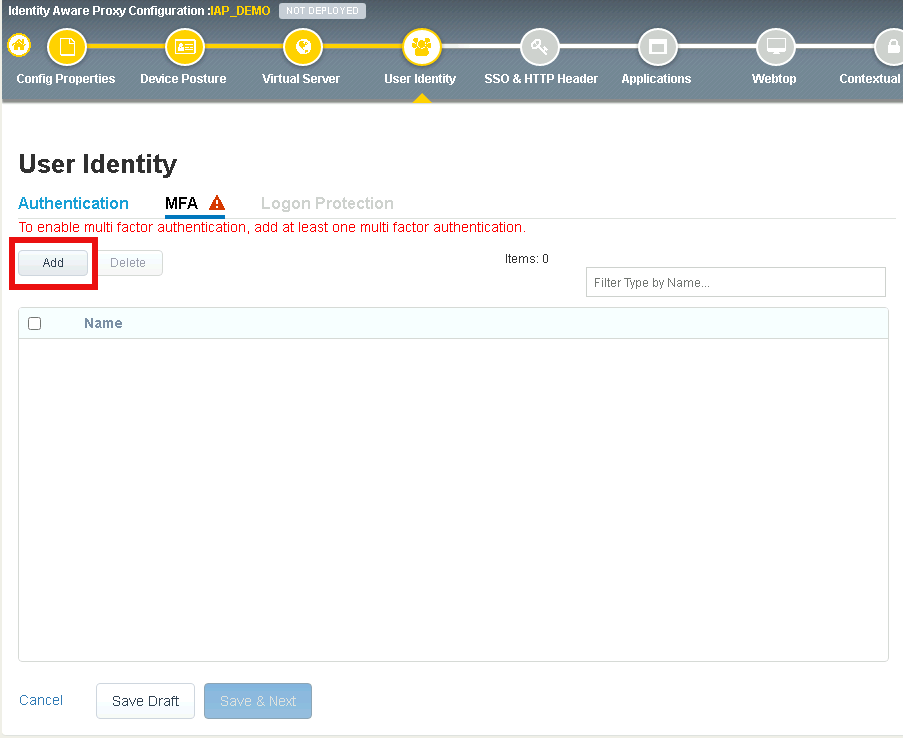 Identity Aware Proxy Configuration :IAP_DEMO NOT DEPLOYED
Config Properties Device Posture Virtual Server User Identity SSO & HTTP Header Applications Webtop Contextual
User Identity
Authentication MFA Logon Protection
To enable multi factor authentication, add at least one multi factor authentication.
Add Delete Items: 0
Filter Type by Name...
Name
Cancel Save Draft Save & Next